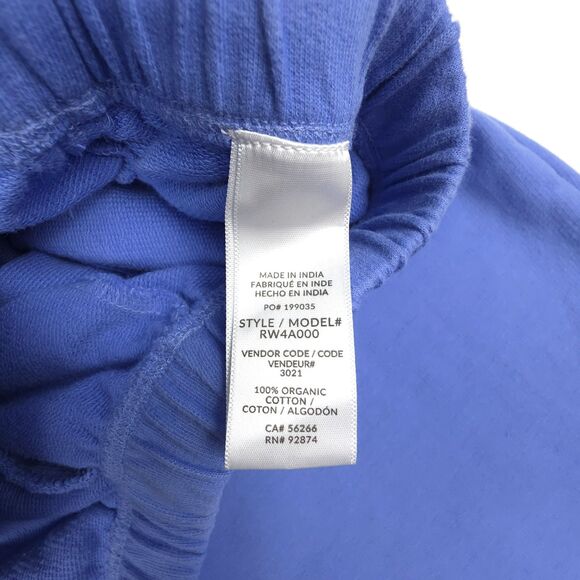 MADE IN INDIA
FABRIQUÉ EN INDE
HECHO EN INDIA
PO# 199035
STYLE / MODEL#
RW4A000
VENDOR CODE / CODE
VENDEUR#
3021
100% ORGANIC
COTTON /
COTON / ALGODÓN
CA# 56266
RN# 92874